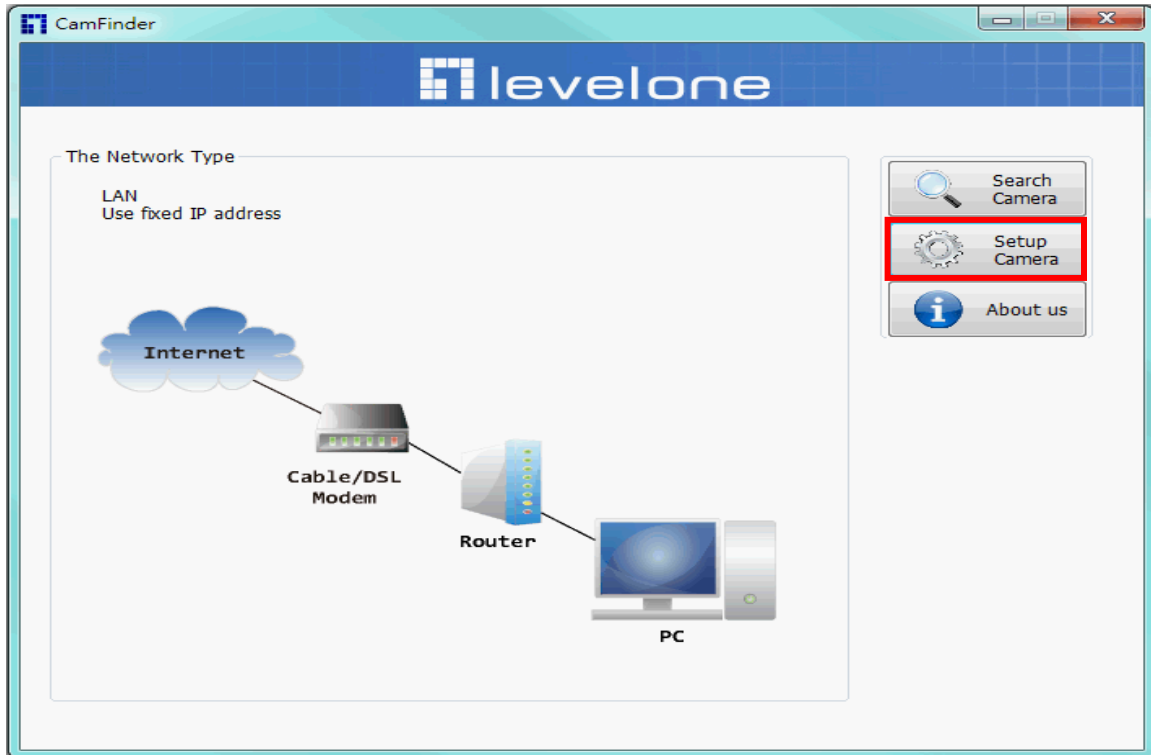 CamFinder
levelone
The Network Type
LAN
Use fixed IP address
Internet
Cable/DSL
Modem
Router
PC
Search
Camera
Setup
Camera
About us